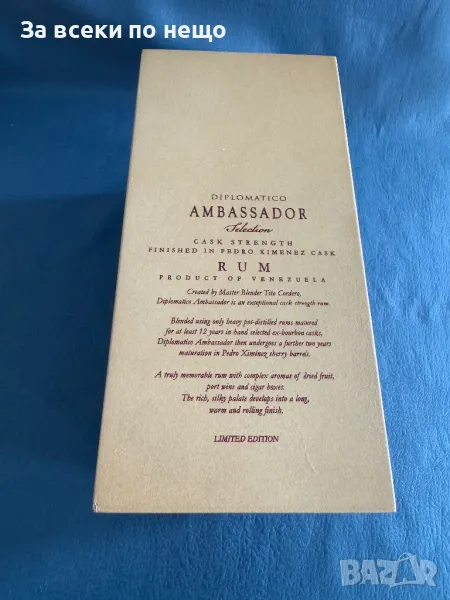 За всеки по нещо
DIPLOMATICO
AMBASSADOR
Selection
CASK STRENGTH
FINISHED IN PEDRO XIMENEZ CASK
RUM
PRODUCT OF VENEZUELA
Created by Master Blender Tito Cordero,
Diplomatico Ambassador is an exceptional cask strength rum.
Blended using only heavy pot-distilled rums matured
for at least 12 years in hand selected ex-bourbon casks,
Diplomatico Ambassador then undergoes a further two years
maturation in Pedro Ximinez sherry barrels.
A truly memorable rum with complex aromas of dried fruit,
port wine and cigar boxes.
The rich, silky palate develops into a long,
warm and rolling finish.
LIMITED EDITION
BAZAR